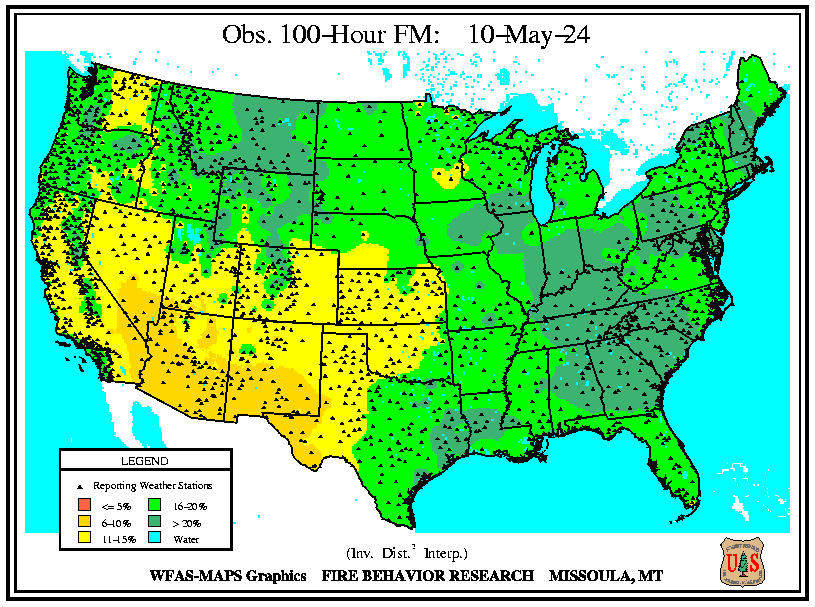 Obs. 100-Hour FM: 10-May-24
LEGEND
Reporting Weather Stations
<= 5% 16-20%
6-10% > 20%
11-15% Water
(Inv. Dist.² Interp.)
WFAS-MAPS Graphics FIRE BEHAVIOR RESEARCH MISSOULA, MT
U S